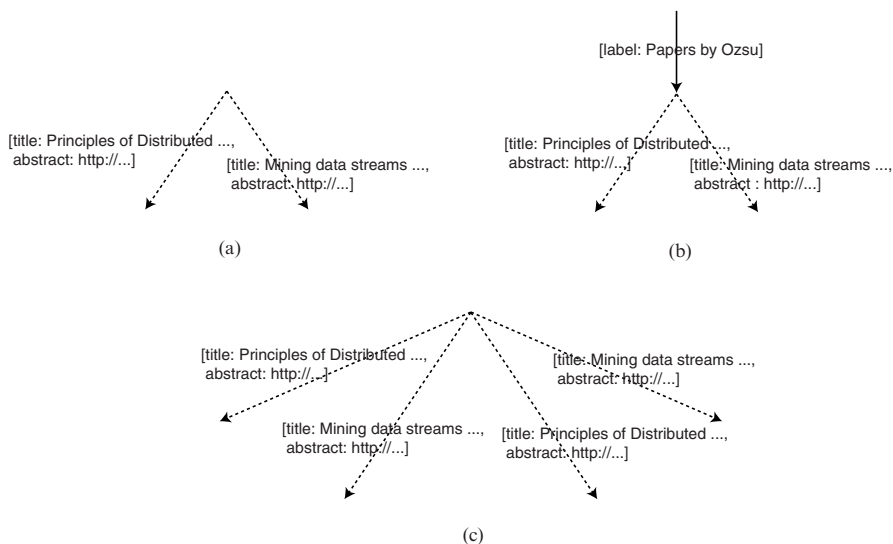 [label: Papers by Ozsu]
[title: Principles of Distributed ...,
abstract: http://...]
[title: Mining data streams ...,
abstract: http://...]
(a)
[title: Principles of Distributed ...,
abstract: http://...]
[title: Mining data streams ...,
abstract : http://...]
(b)
[title: Principles of Distributed ...,
abstract: http://...]
[title: Mining data streams ...,
abstract: http://...]
[title: Principles of Distributed ...,
abstract: http://...]
[title: Mining data streams ...,
abstract: http://...]
(c)